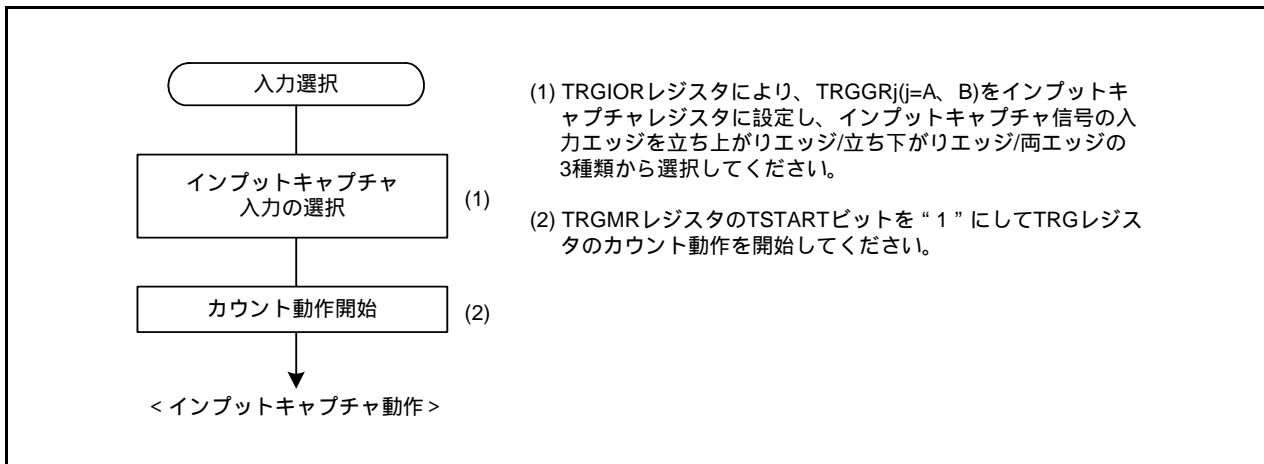 入力選択
インプットキャプチャ
入力の選択
(1)
カウント動作開始
(2)
<インプットキャプチャ動作>
(1) TRGIORレジスタにより、TRGGRj(j=A、B)をインプットキ
ャプチャレジスタに設定し、インプットキャプチャ信号の入
力エッジを立ち上がりエッジ/立ち下がりエッジ/両エッジの
3種類から選択してください。
(2) TRGMRレジスタのTSTARTビットを“1”にしてTRGレジス
タのカウント動作を開始してください。